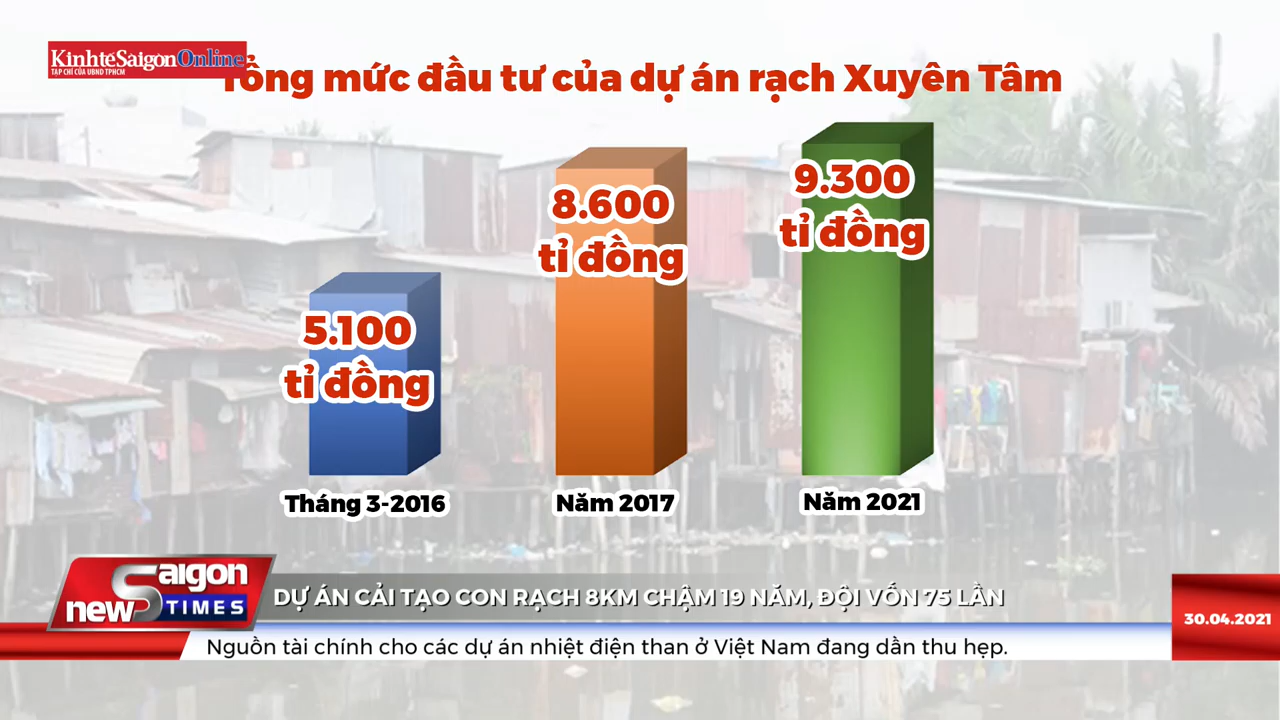 KinhtếSàigònOnline
TẠP CHÍ CỦA UBND TPHCM
Tổng mức đầu tư của dự án rạch Xuyên Tâm
5.100
tỉ đồng
8.600
tỉ đồng
9.300
tỉ đồng
Tháng 3-2016
Năm 2017
Năm 2021
Saigon
newS TIMES
DỰ ÁN CẢI TẠO CON RẠCH 8KM CHẬM 19 NĂM, ĐỘI VỐN 75 LẦN
30.04.2021
Nguồn tài chính cho các dự án nhiệt điện than ở Việt Nam đang dần thu hẹp.